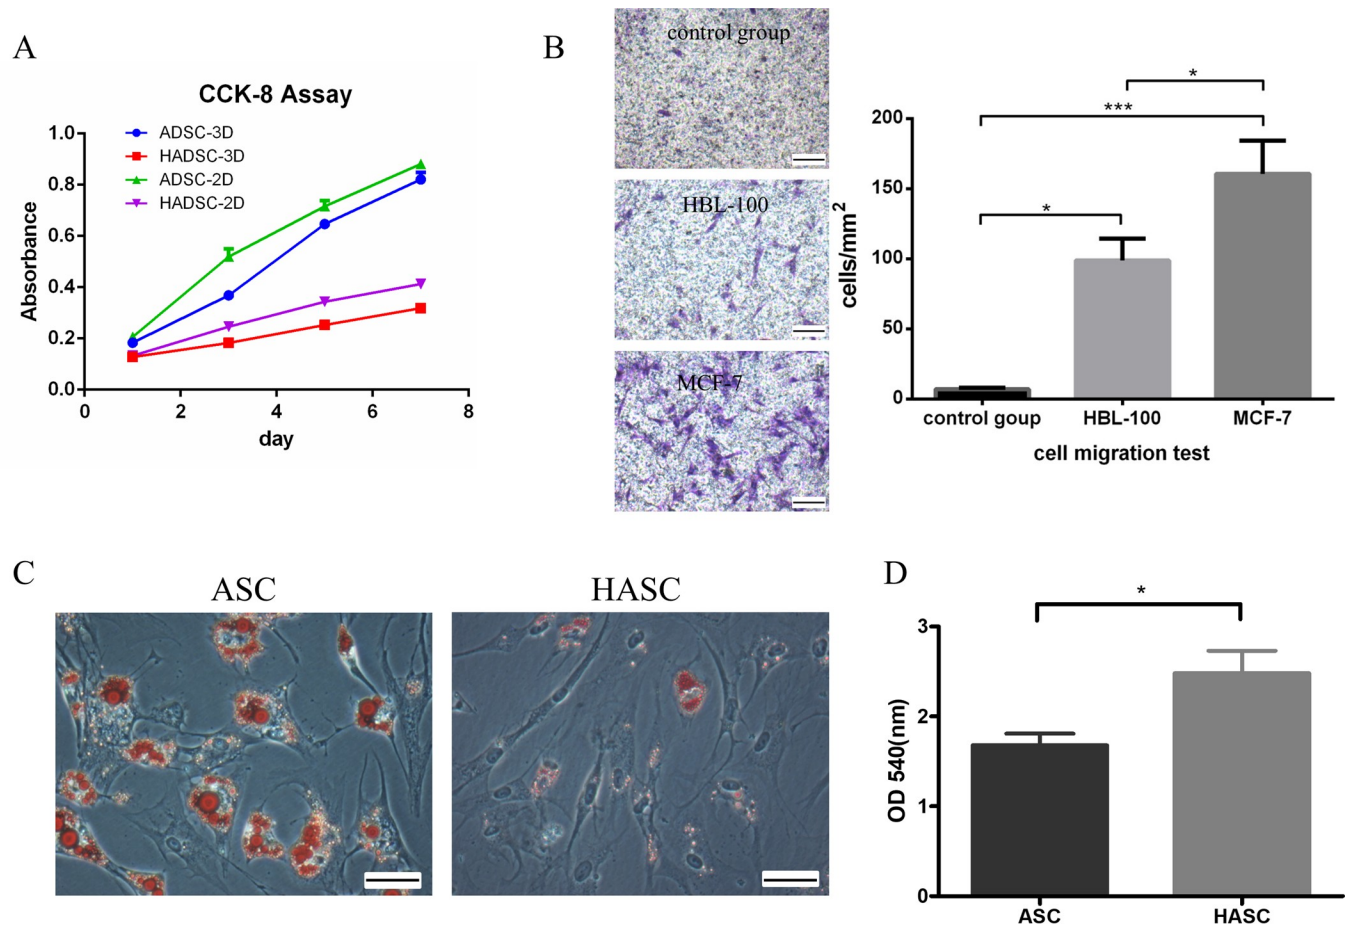 A
CCK-8 Assay
ADSC-3D
HADSC-3D
ADSC-2D
HADSC-2D
1.0
0.8
0.6
0.4
0.2
0.0
Absorbance
0 2 4 6 8
day
B
control group
HBL-100
MCF-7
*
***
*
200
150
100
50
0
cells/mm²
control goup HBL-100 MCF-7
cell migration test
C
ASC
HASC
D
*
3
2
1
0
OD 540(nm)
ASC HASC